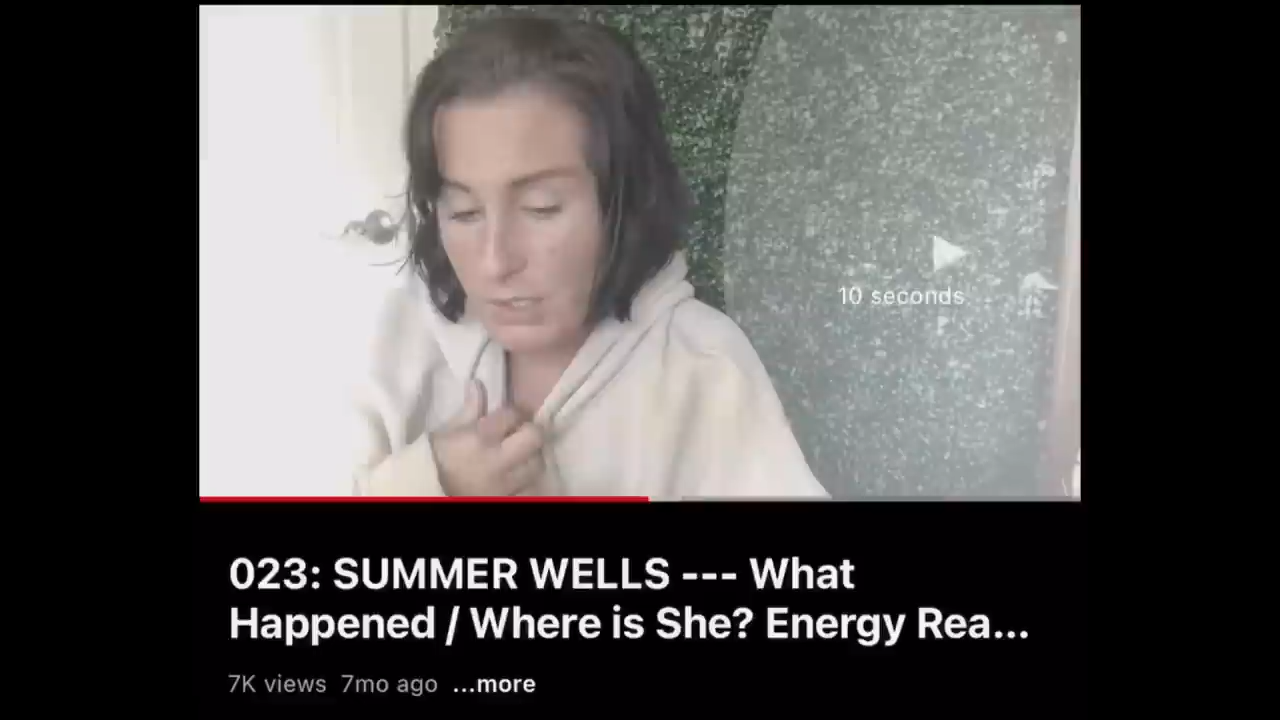 10 seconds
023: SUMMER WELLS --- What
Happened / Where is She? Energy Rea...
7K views 7mo ago ...more